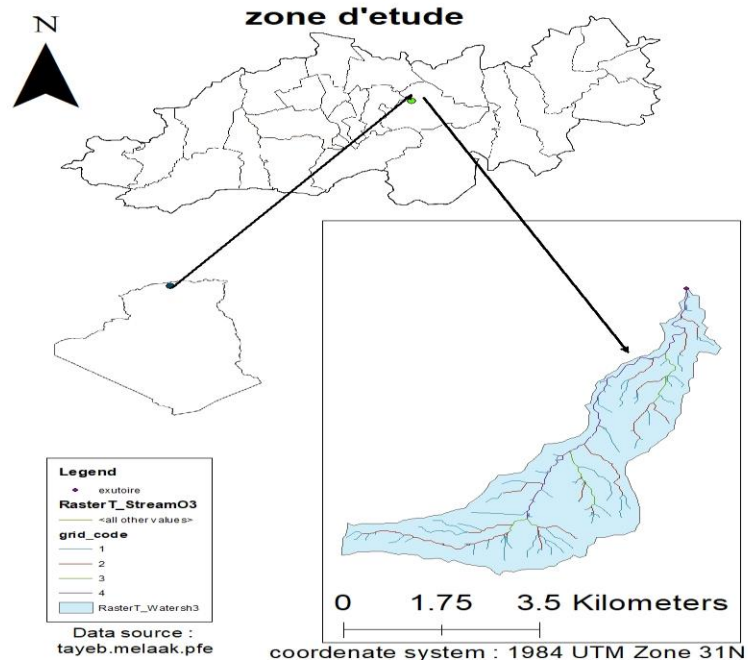 zone d'etude
N
Legend
exutoire
RasterT_StreamO3
<all other values>
grid_code
1
2
3
4
RasterT_Watersh3
Data source :
tayeb.melaak.pfe
0 1.75 3.5 Kilometers
coordenate system : 1984 UTM Zone 31N